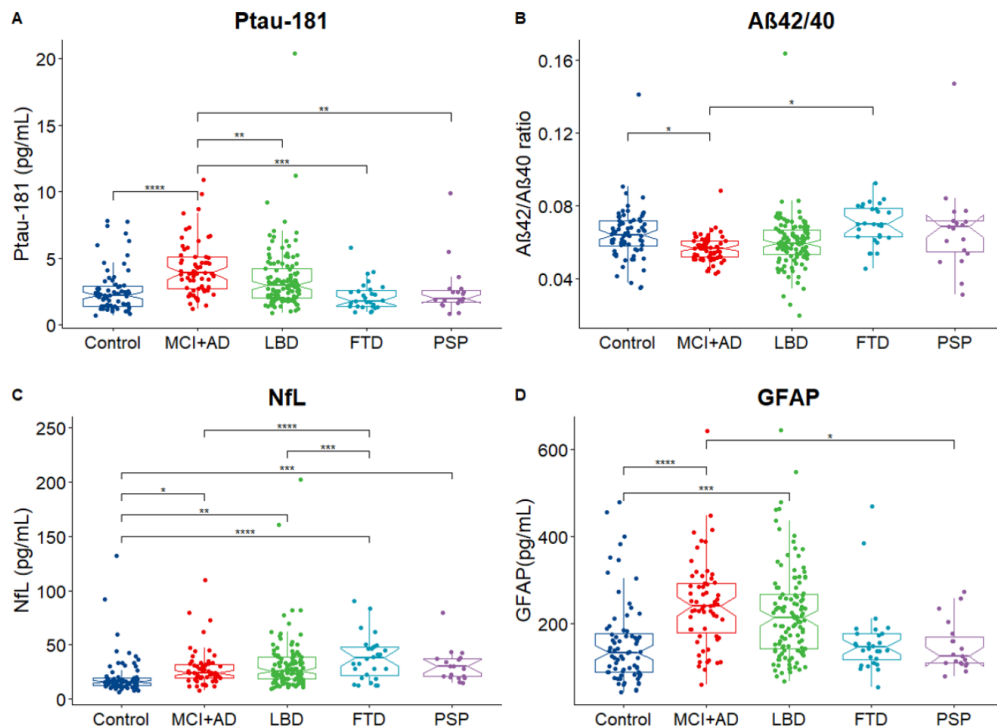 A
Ptau-181
Ptau-181 (pg/mL)
20
15
10
5
0
**
**
***
****
Control
MCI+AD
LBD
FTD
PSP
B
Aß42/40
Aß42/Aß40 ratio
0.16
0.12
0.08
0.04
*
*
Control
MCI+AD
LBD
FTD
PSP
C
NfL
NfL (pg/mL)
250
200
150
100
50
0
****
***
***
*
**
****
Control
MCI+AD
LBD
FTD
PSP
D
GFAP
GFAP(pg/mL)
600
400
200
*
****
***
Control
MCI+AD
LBD
FTD
PSP